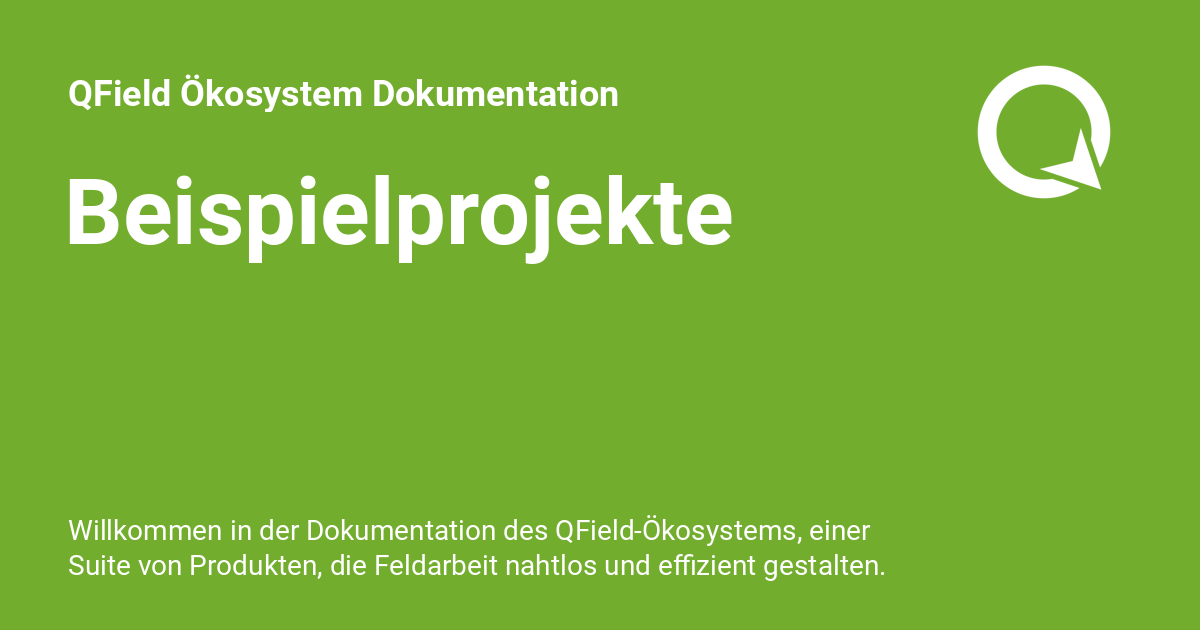 QField Ökosystem Dokumentation
Beispielprojekte
Willkommen in der Dokumentation des QField-Ökosystems, einer
Suite von Produkten, die Feldarbeit nahtlos und effizient gestalten.